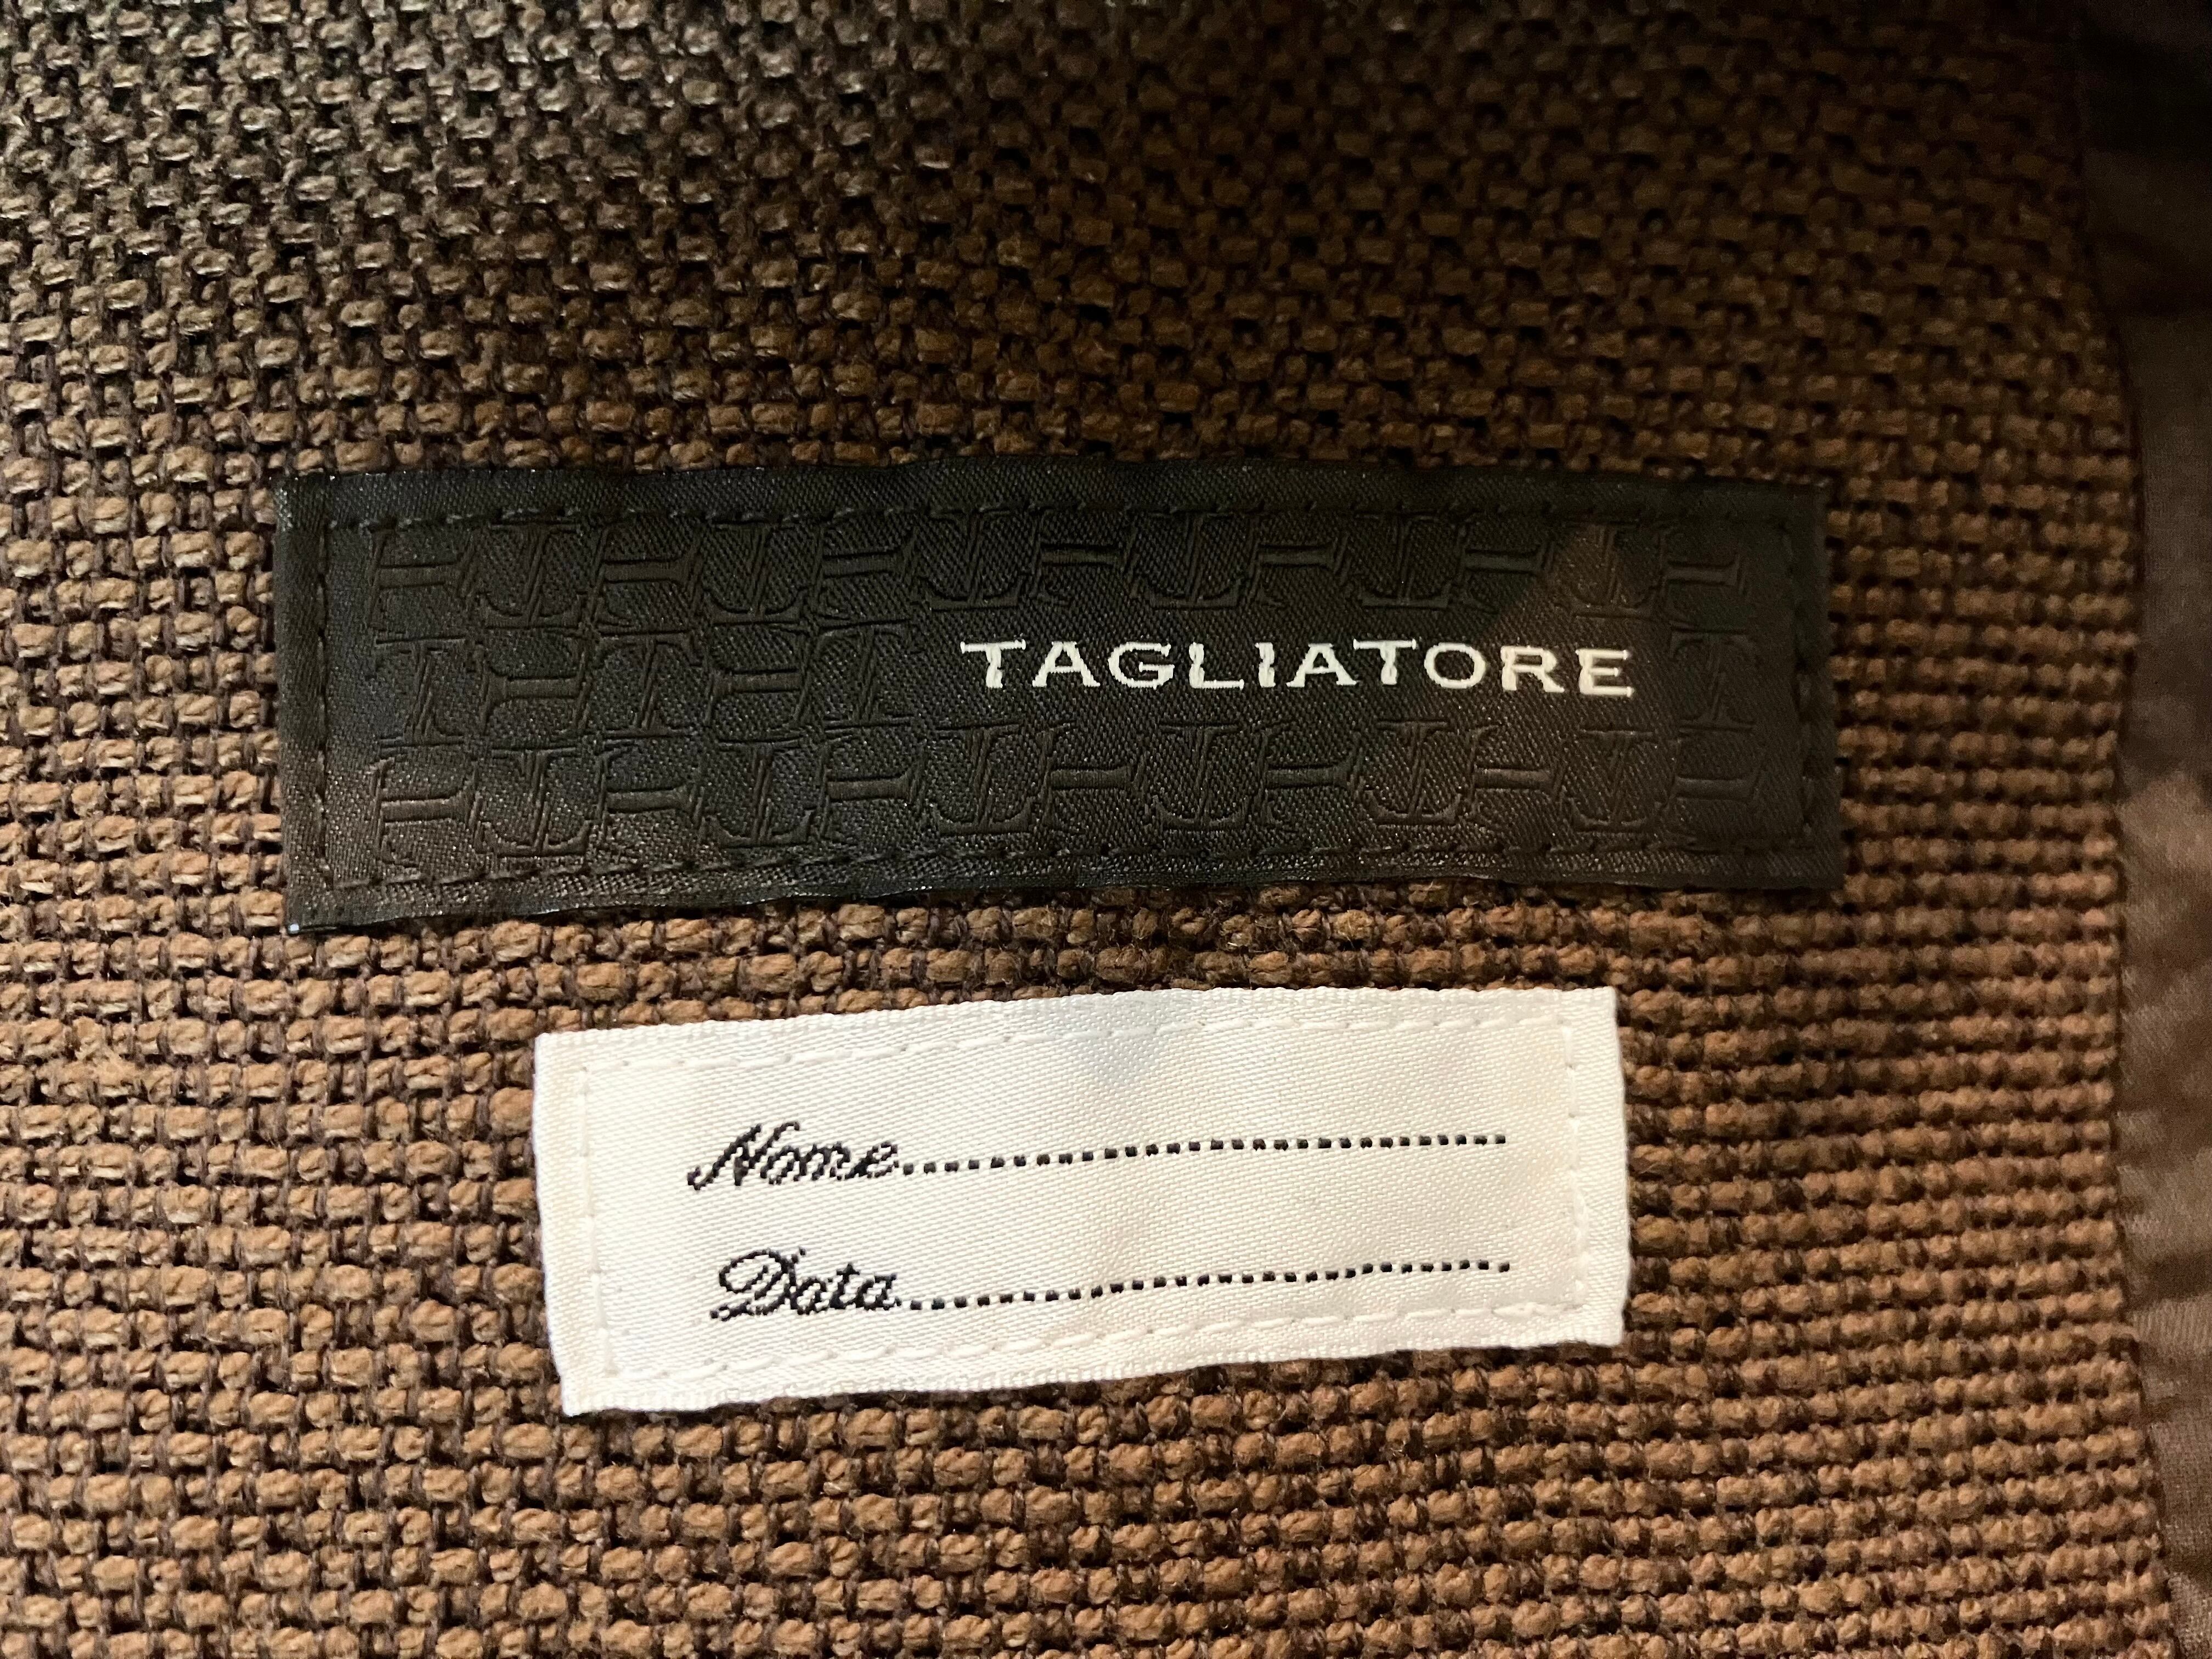 TAGLIATORE
Nome....................................
Data....................................